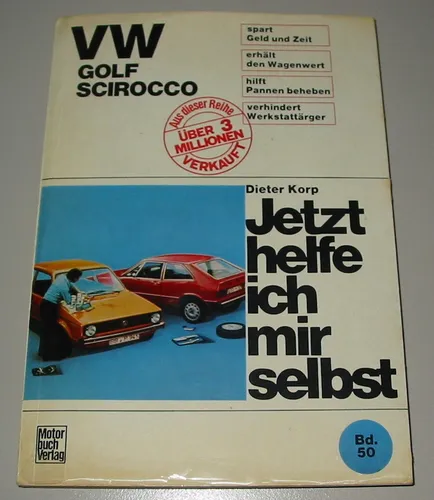 VW
GOLF
SCIROCCO
spart
Geld und Zeit
erhält
den Wagenwert
hilft
Pannen beheben
verhindert
Werkstattärger
Aus dieser Reihe
ÜBER 3
MILLIONEN
VERKAUFT
Dieter Korp
Jetzt
helfe
ich
mir
selbst
Motor
buch
Verlag
Bd.
50